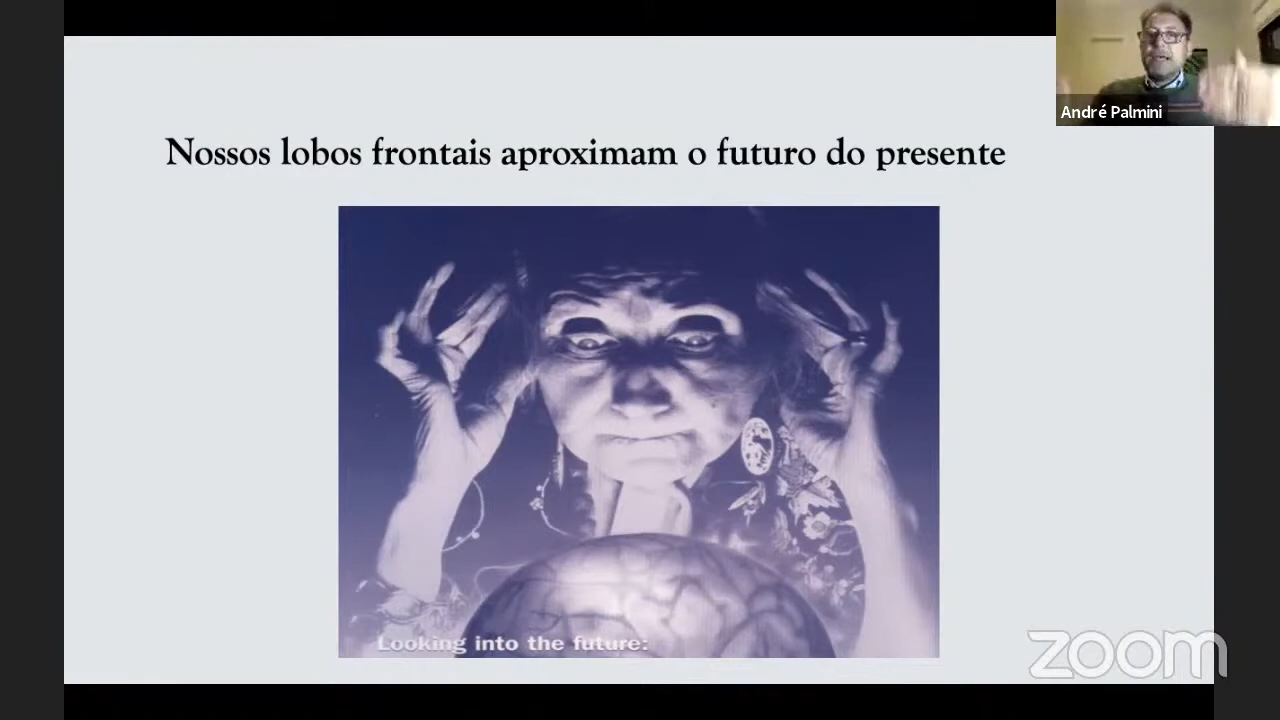 André Palmini
Nossos lobos frontais aproximam o futuro do presente
Looking into the future:
zoom